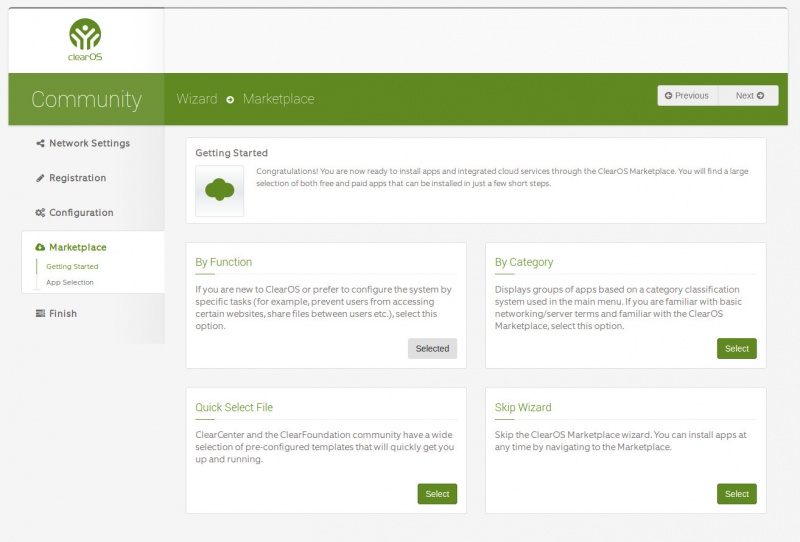 clearOS
Community
Wizard Marketplace
Previous
Next
Network Settings
Registration
Configuration
Marketplace
Getting Started
App Selection
Finish
Getting Started
Congratulations! You are now ready to install apps and integrated cloud services through the ClearOS Marketplace. You will find a large
selection of both free and paid apps that can be installed in just a few short steps.
By Function
If you are new to ClearOS or prefer to configure the system by
specific tasks (for example, prevent users from accessing
certain websites, share files between users etc.), select this
option.
Selected
By Category
Displays groups of apps based on a category classification
system used in the main menu. If you are familiar with basic
networking/server terms and familiar with the ClearOS
Marketplace, select this option.
Select
Quick Select File
ClearCenter and the ClearFoundation community have a wide
selection of pre-configured templates that will quickly get you
up and running.
Select
Skip Wizard
Skip the ClearOS Marketplace wizard. You can install apps at
any time by navigating to the Marketplace.
Select